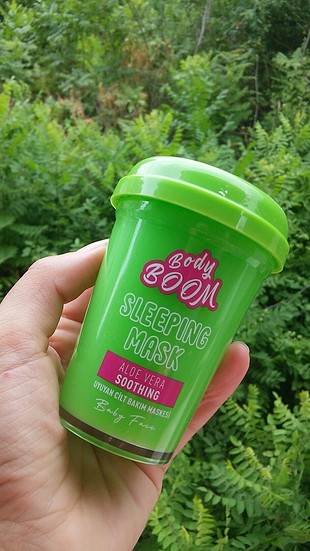 Body
BOOM
SLEEPING
MASK
ALOE VERA
SOOTHING
UYUYAN CİLT BAKIM MASKESİ
Baby Face